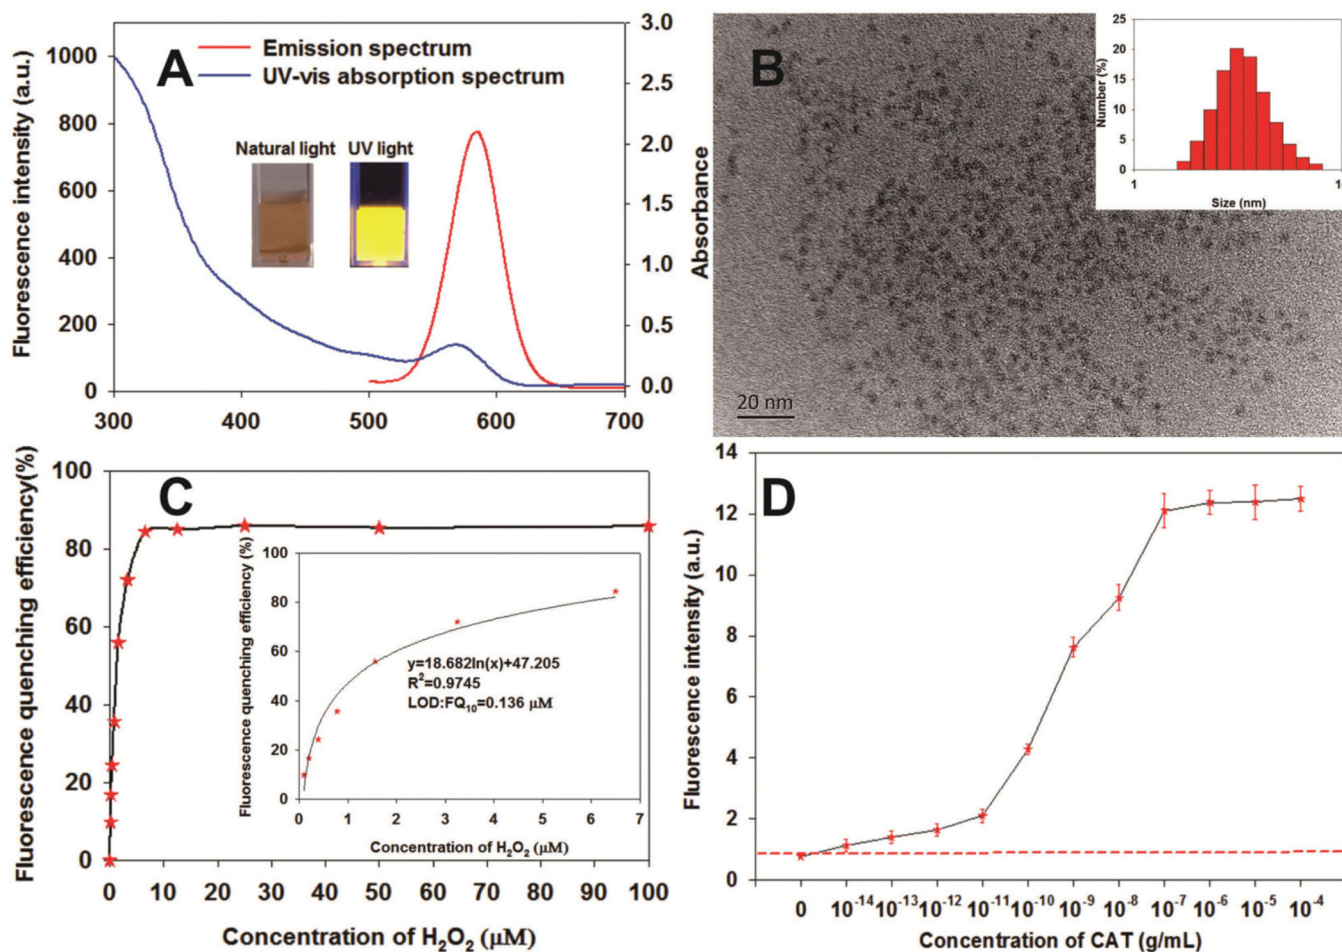 A
Emission spectrum
UV-vis absorption spectrum
Natural light UV light
Fluorescence intensity (a.u.)
1000
800
600
400
200
0
3.0
2.5
2.0
1.5
1.0
0.5
0.0
Absorbance
300 400 500 600 700
B
Number (%)
25
20
15
10
5
0
1
Size (nm)
20 nm
C
Fluorescence quenching efficiency(%)
100
80
60
40
20
0
0 10 20 30 40 50 60 70 80 90 100
Concentration of H₂O₂ (μM)
Fluorescence quenching efficiency (%)
100
80
60
40
20
0
y=18.682ln(x)+47.205
R²=0.9745
LOD:FQ₁₀=0.136 μM
0 1 2 3 4 5 6 7
Concentration of H₂O₂ (μM)
D
Fluorescence intensity (a.u.)
14
12
10
8
6
4
2
0
0 10⁻¹⁴ 10⁻¹³ 10⁻¹² 10⁻¹¹ 10⁻¹⁰ 10⁻⁹ 10⁻⁸ 10⁻⁷ 10⁻⁶ 10⁻⁵ 10⁻⁴
Concentration of CAT (g/mL)